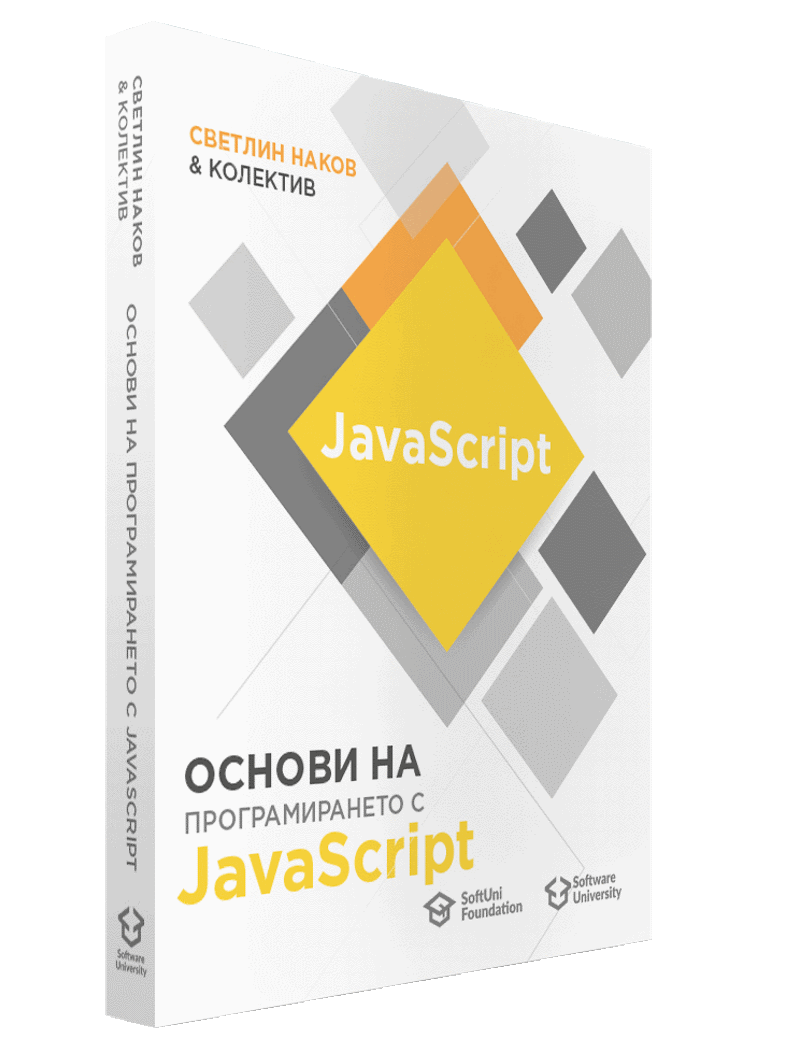 СВЕТЛИН НАКОВ
& КОЛЕКТИВ
JavaScript
ОСНОВИ НА
ПРОГРАМИРАНЕТО С
JavaScript
SoftUni
Foundation
Software
University
СВЕТЛИН НАКОВ
& КОЛЕКТИВ
ОСНОВИ НА ПРОГРАМИРАНЕТО С JAVASCRIPT
Software
University